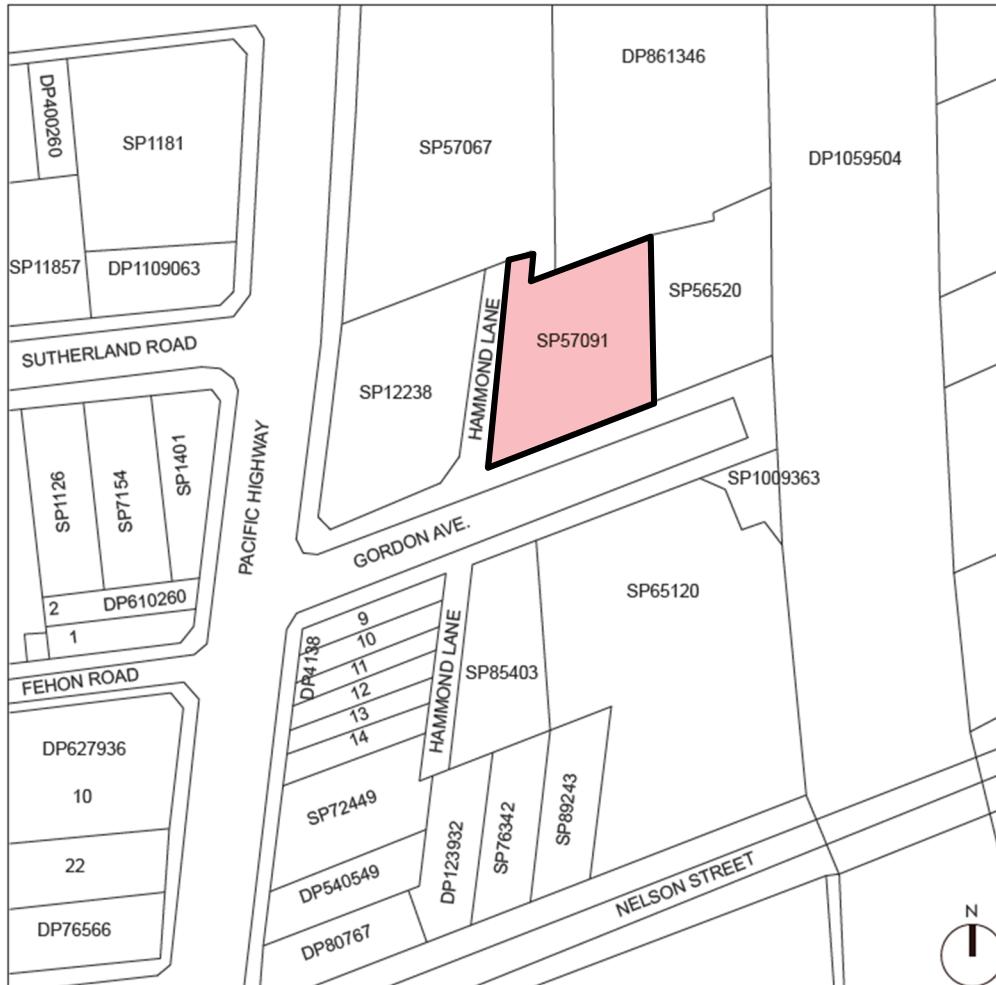 DP861346
DP400260
SP1181
SP57067
DP1059504
SP11857
DP1109063
SP56520
HAMMOND LANE
SP57091
SUTHERLAND ROAD
SP12238
SP1126
SP7154
SP1401
PACIFIC HIGHWAY
SP1009363
GORDON AVE.
SP65120
2
DP610260
1
DP4138
9
10
11
12
13
14
HAMMOND LANE
SP85403
FEHON ROAD
DP627936
10
SP72449
DP123932
SP76342
SP89243
22
DP540549
NELSON STREET
DP76566
DP80767
N